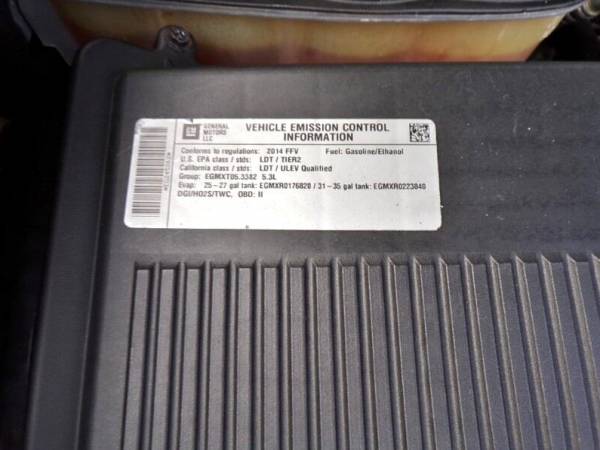 GM GENERAL MOTORS LLC
VEHICLE EMISSION CONTROL INFORMATION
Conforms to regulations: 2014 FFV Fuel: Gasoline/Ethanol
U.S. EPA class / stds: LDT / TIER2
California class / stds: LDT / ULEV Qualified
Group: EGMXT05.3382 5.3L
Evap: 25 – 27 gal tank: EGMXR0176820 / 31 – 35 gal tank: EGMXR0223840
DGI/HO2S/TWC, OBD: II